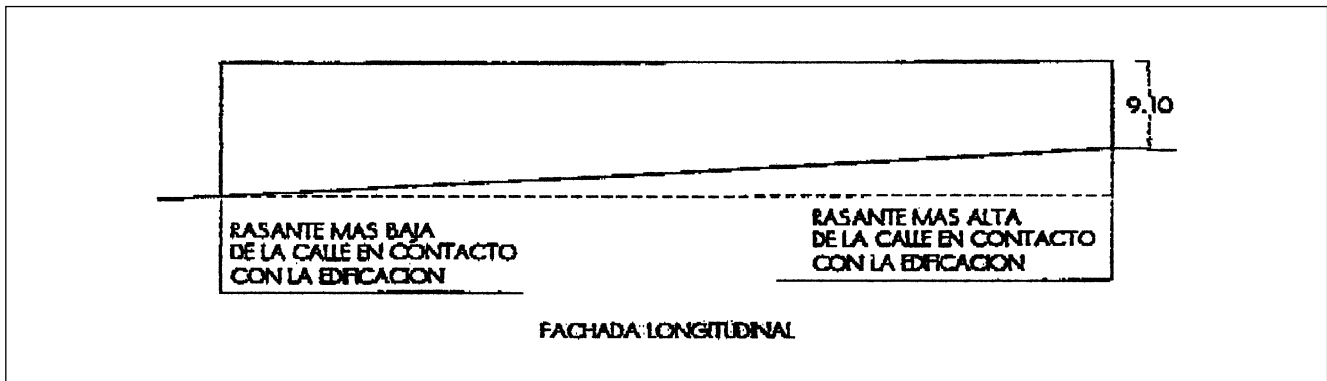 9.10
RASANTE MAS BAJA
DE LA CALLE EN CONTACTO
CON LA EDIFICACION
RASANTE MAS ALTA
DE LA CALLE EN CONTACTO
CON LA EDIFICACION
FACHADA LONGITUDINAL